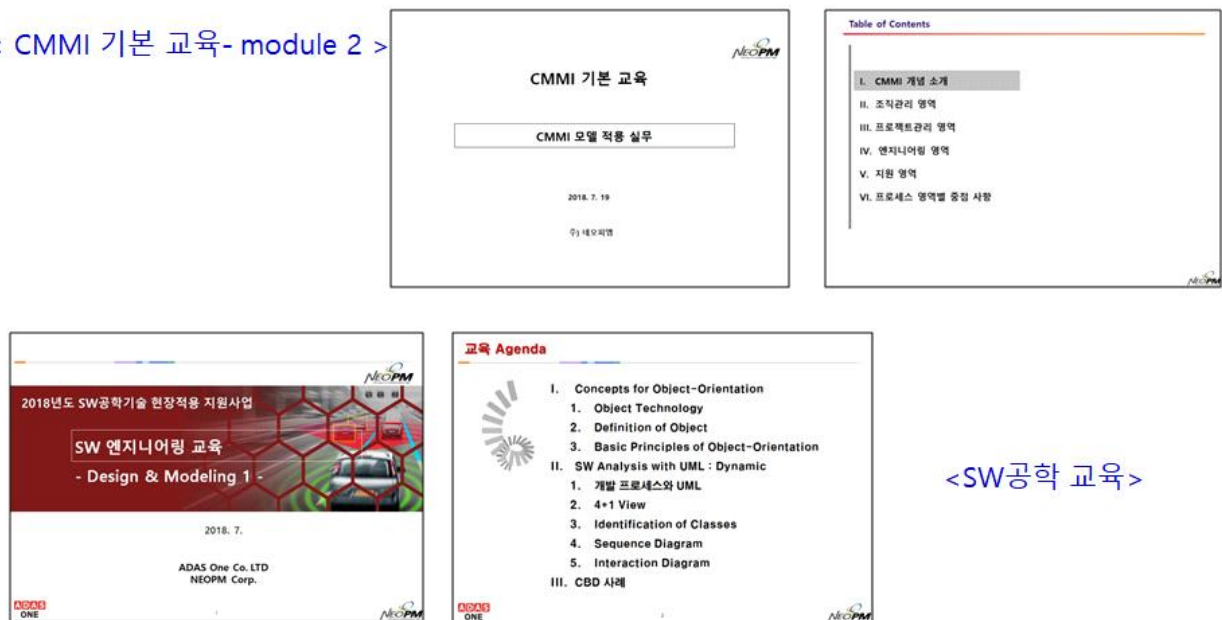 : CMMI 기본 교육- module 2 >
NEOPM
CMMI 기본 교육
CMMI 모델 적용 실무
2018. 7. 19
주) 네오피엠
Table of Contents
I. CMMI 개념 소개
II. 조직관리 영역
III. 프로젝트관리 영역
IV. 엔지니어링 영역
V. 지원 영역
VI. 프로세스 영역별 중점 사항
NEOPM
NEOPM
2018년도 SW공학기술 현장적용 지원사업
SW 엔지니어링 교육
- Design & Modeling 1 -
2018. 7.
ADAS One Co. LTD
NEOPM Corp.
ADAS
ONE
1
NEOPM
교육 Agenda
I. Concepts for Object-Orientation
1. Object Technology
2. Definition of Object
3. Basic Principles of Object-Orientation
II. SW Analysis with UML : Dynamic
1. 개발 프로세스와 UML
2. 4+1 View
3. Identification of Classes
4. Sequence Diagram
5. Interaction Diagram
III. CBD 사례
ADAS
ONE
2
NEOPM
<SW공학 교육>